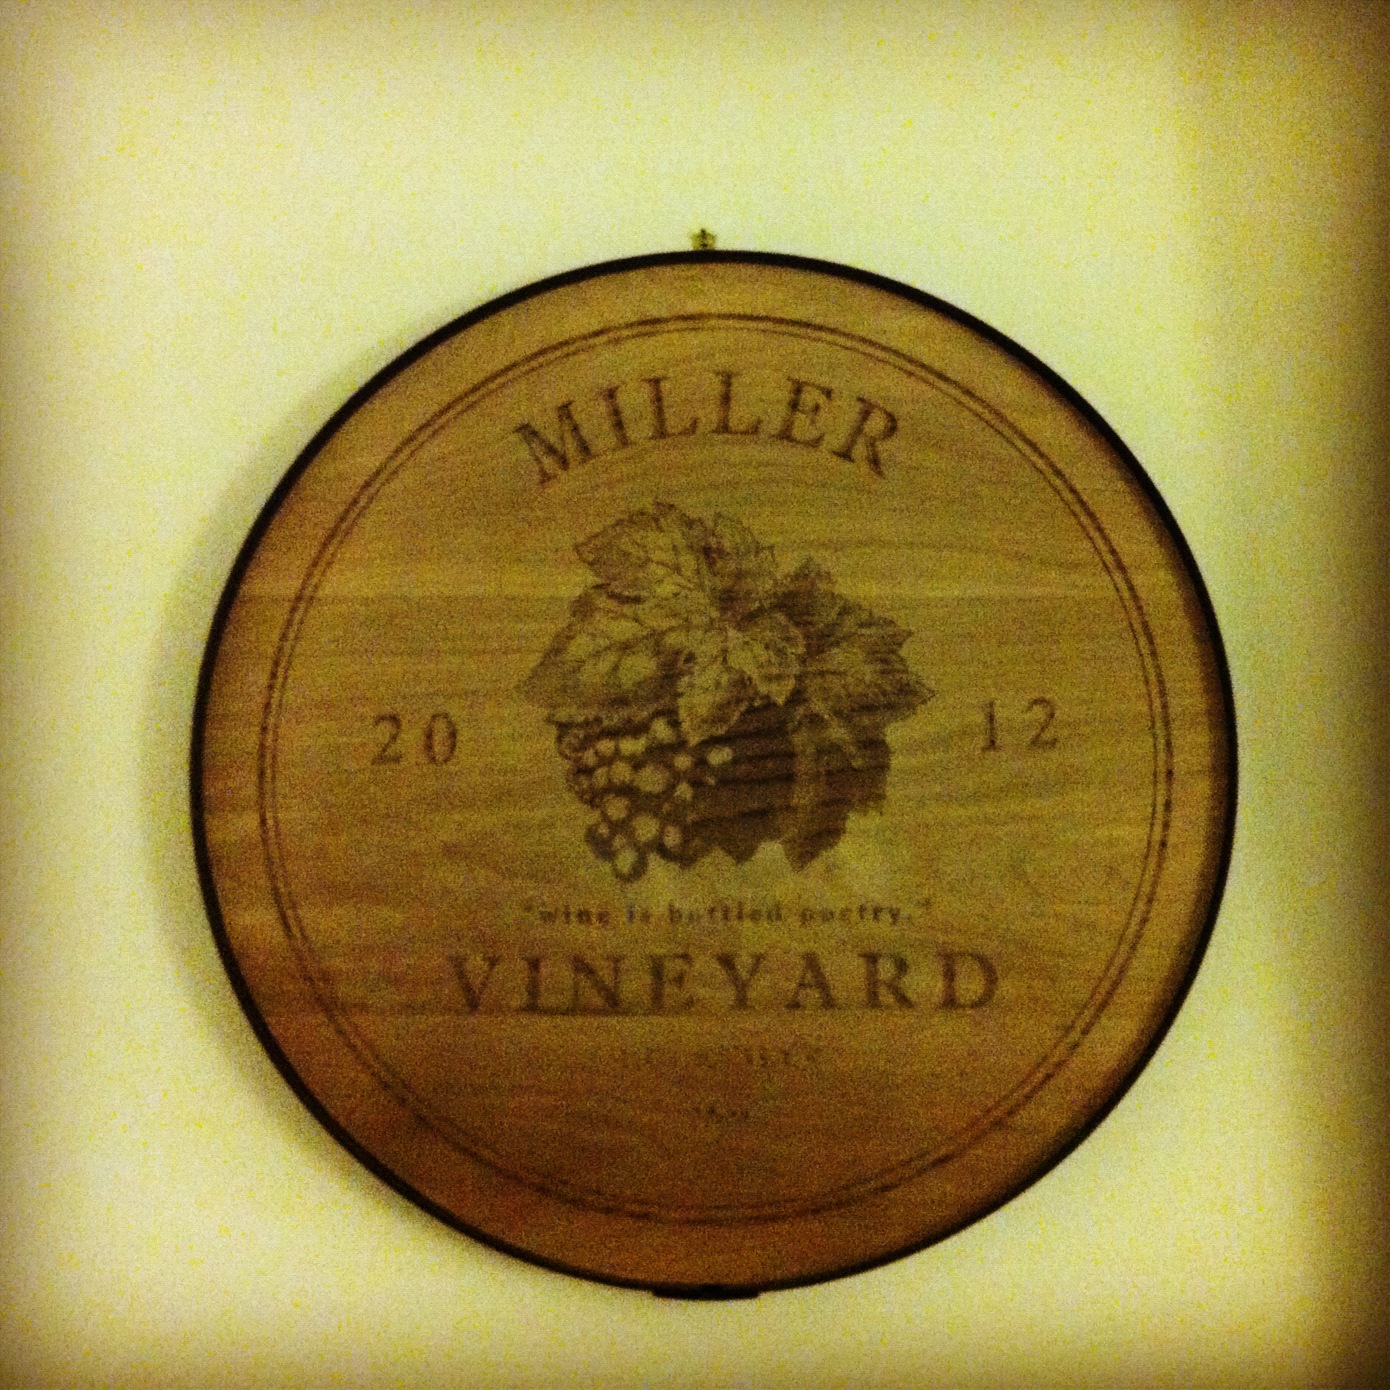 MILLER
20 12
"wine is bottled poetry."
VINEYARD